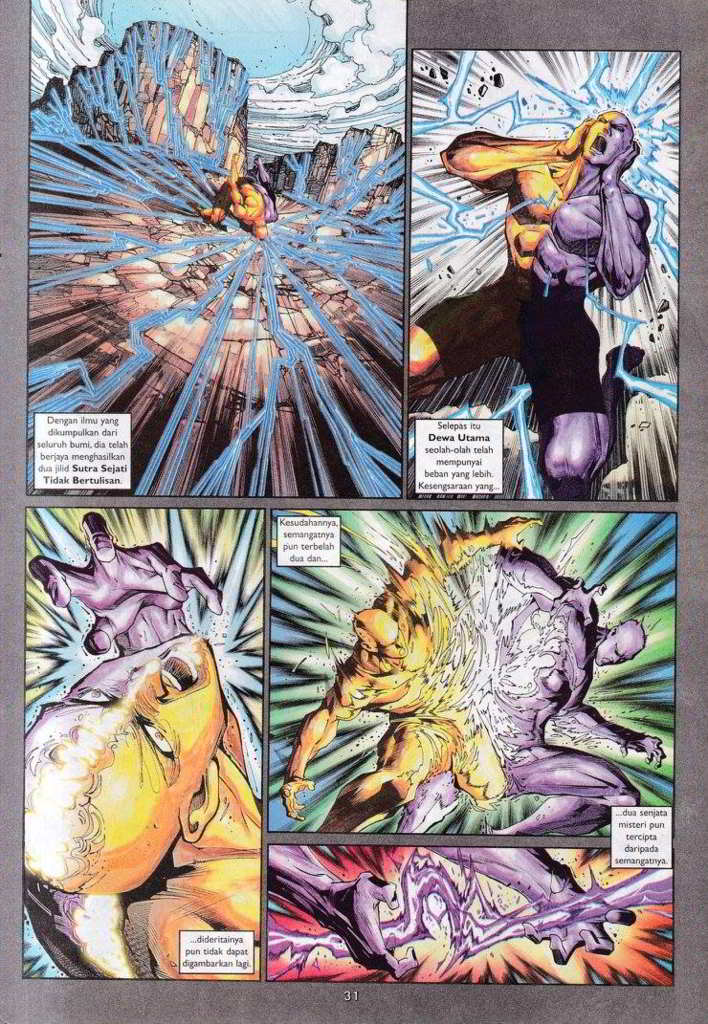 Dengan ilmu yang
dikumpulkan dari
seluruh bumi, dia telah
berjaya menghasilkan
dua jilid Sutra Sejati
Tidak Bertulisan.
Selepas itu
Dewa Utama
seolah-olah telah
mempunyai
beban yang lebih.
Kesengsaraan yang...
...dideritainya
pun tidak dapat
digambarkan lagi.
Kesudahannya,
semangatnya
pun terbelah
dua dan...
...dua senjata
misteri pun
tercipta
daripada
semangatnya.
31